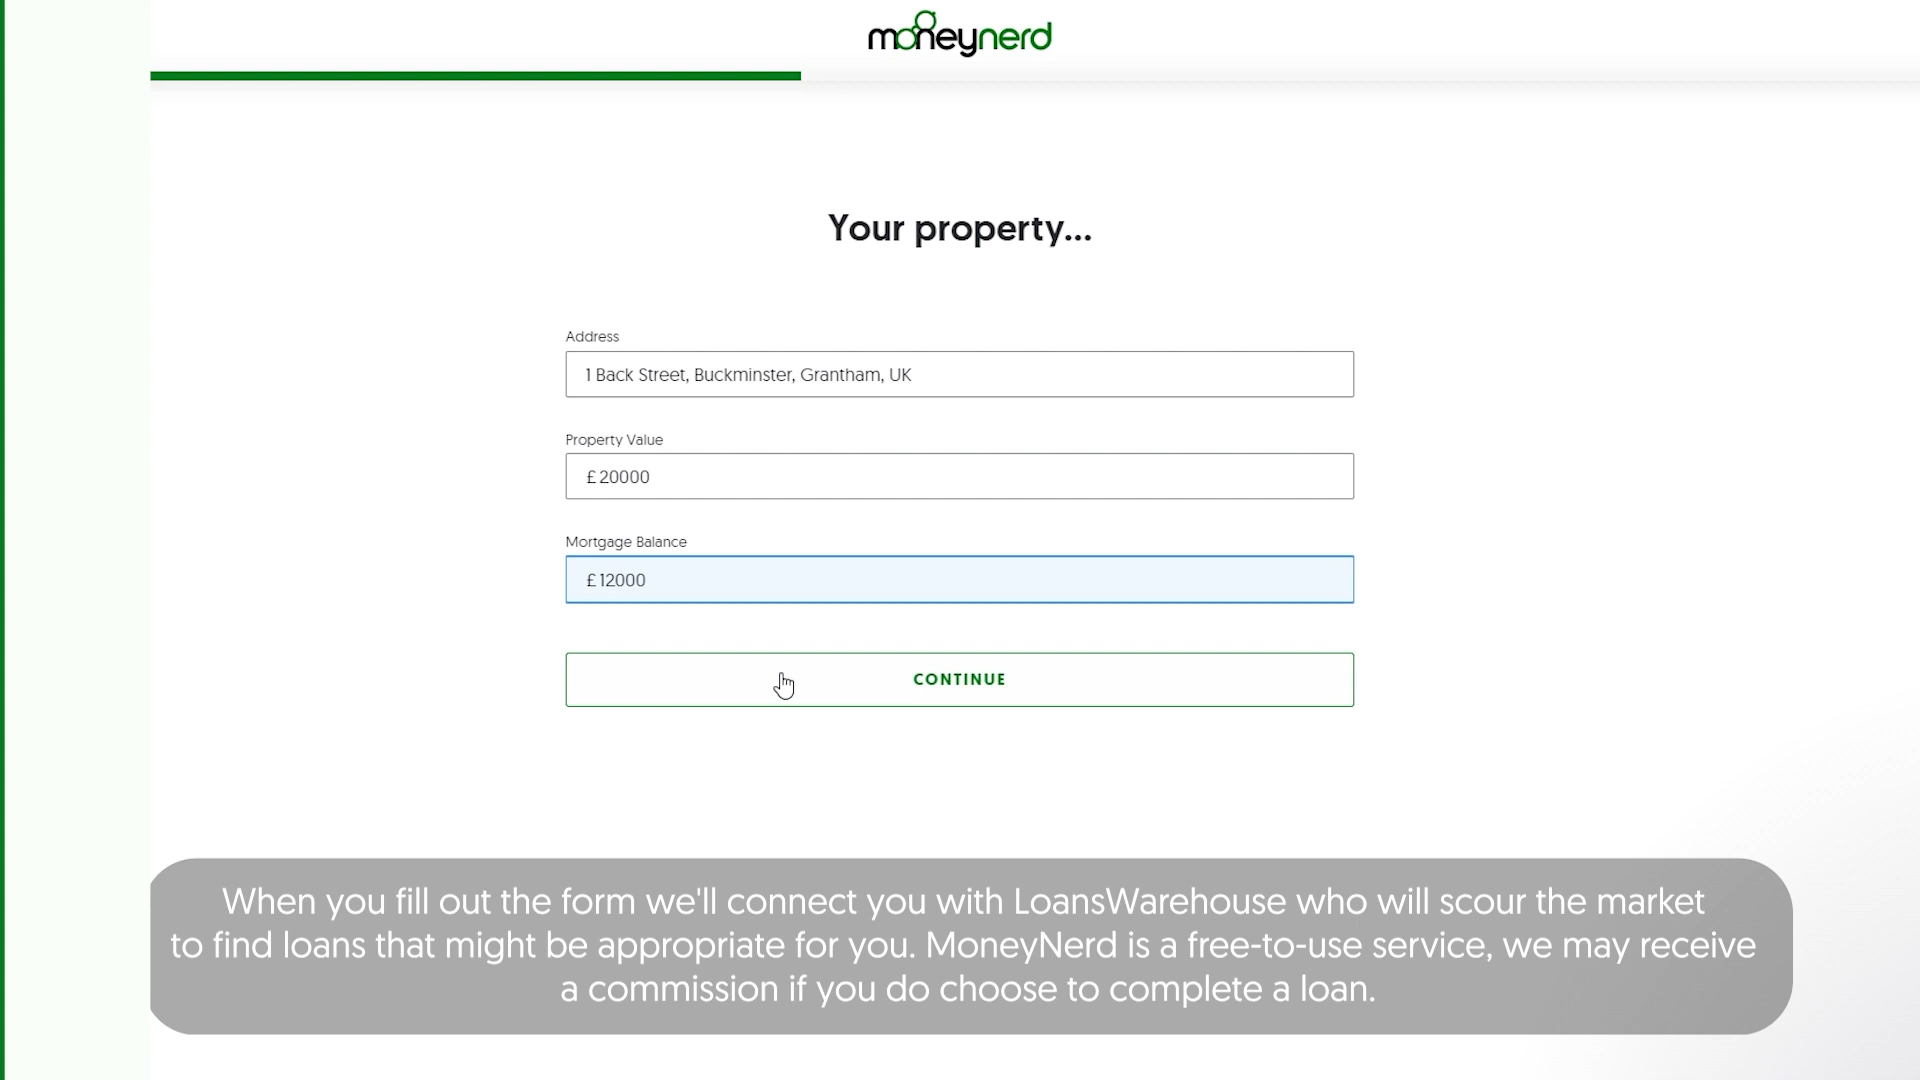 moneynerd
Your property...
Address
1 Back Street, Buckminster, Grantham, UK
Property Value
£20000
Mortgage Balance
£12000
CONTINUE
When you fill out the form we'll connect you with LoansWarehouse who will scour the market
to find loans that might be appropriate for you. MoneyNerd is a free-to-use service, we may receive
a commission if you do choose to complete a loan.